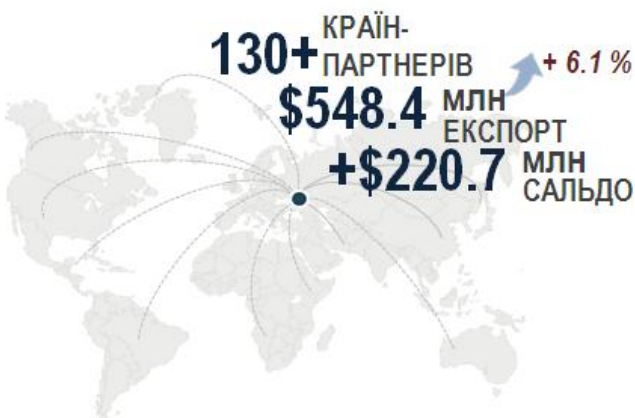 130+ КРАЇН-
ПАРТНЕРІВ
+ 6.1 %
$548.4 МЛН
ЕКСПОРТ
+$220.7 МЛН
САЛЬДО